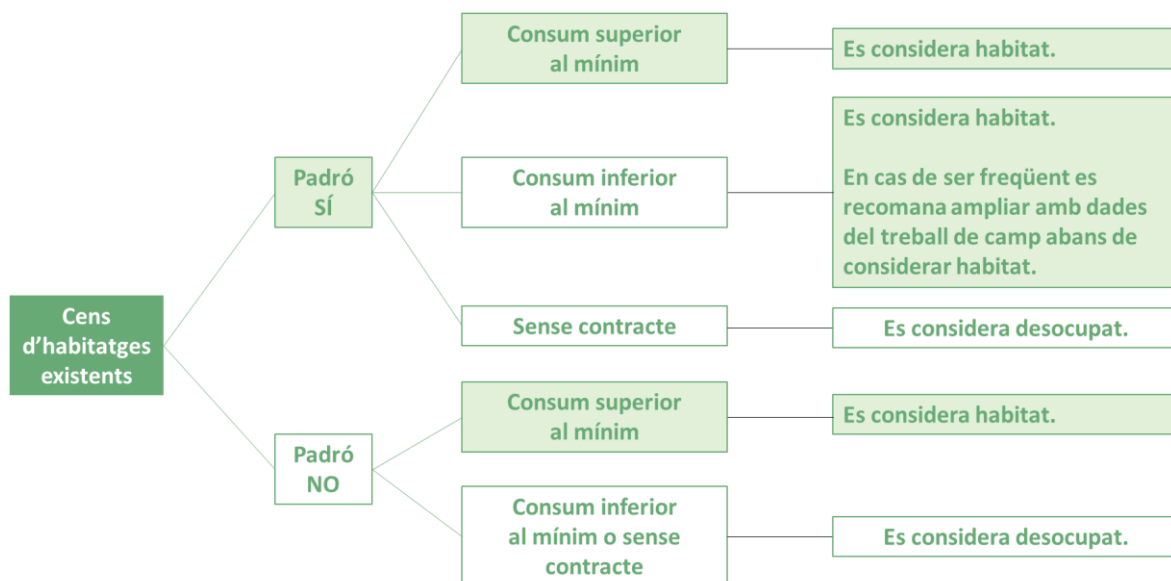 Cens
d'habitatges
existents
Padró
SÍ
Consum superior
al mínim
Es considera habitat.
Consum inferior
al mínim
Es considera habitat.
En cas de ser freqüent es
recomana ampliar amb dades
del treball de camp abans de
considerar habitat.
Sense contracte
Es considera desocupat.
Padró
NO
Consum superior
al mínim
Es considera habitat.
Consum inferior
al mínim o sense
contracte
Es considera desocupat.